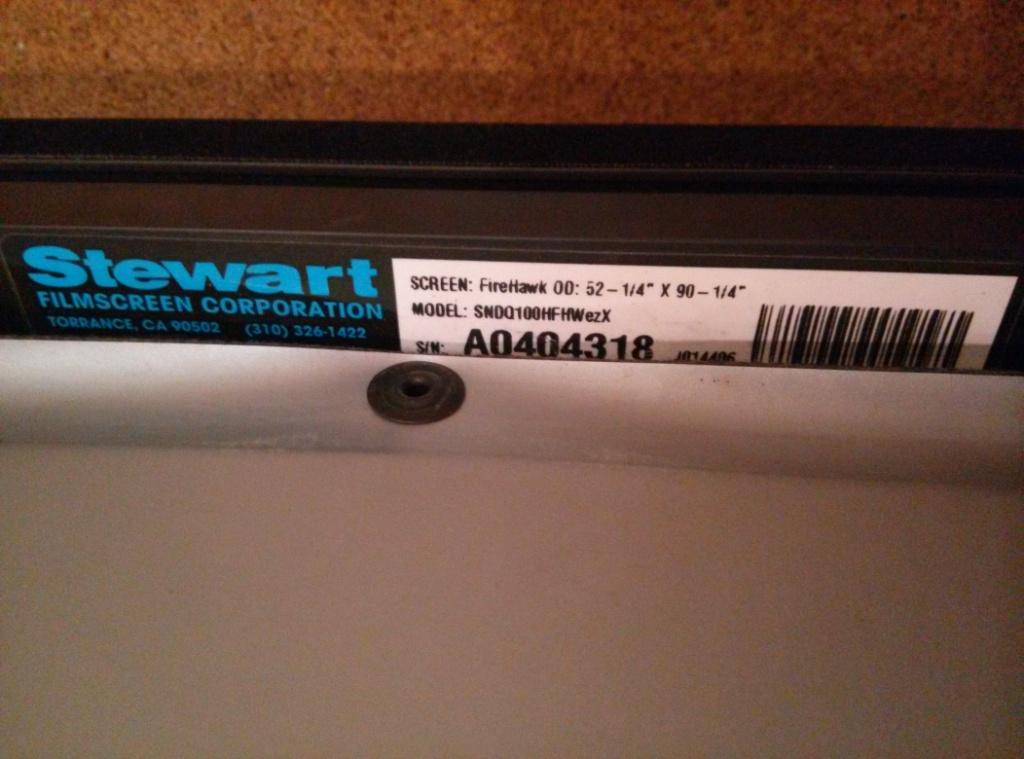 Stewart
FILMSCREEN CORPORATION
TORRANCE, CA 90502 (310) 326-1422
SCREEN: FireHawk OD: 52-1/4" X 90-1/4"
MODEL: SNDQ100HFHWezX
S/N: A0404318 J014406